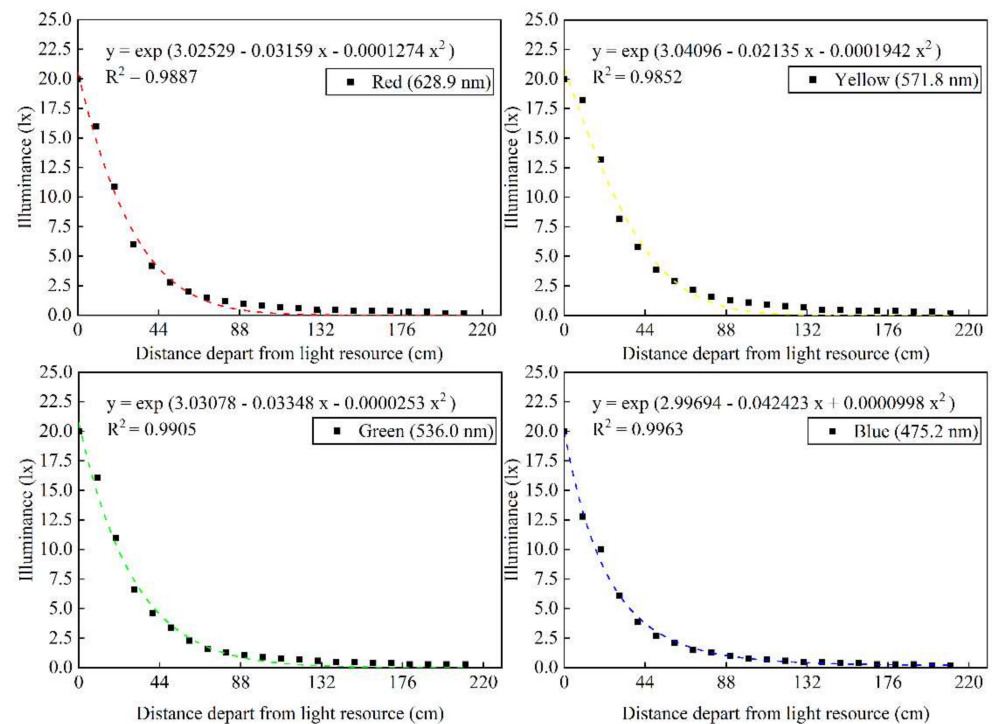 25.0
22.5
20.0
17.5
15.0
12.5
10.0
7.5
5.0
2.5
0.0
Illuminance (lx)
y = exp (3.02529 - 0.03159 x - 0.0001274 x²)
R² – 0.9887
Red (628.9 nm)
0 44 88 132 176 220
Distance depart from light resource (cm)
25.0
22.5
20.0
17.5
15.0
12.5
10.0
7.5
5.0
2.5
0.0
Illuminance (lx)
y = exp (3.04096 - 0.02135 x - 0.0001942 x²)
R² = 0.9852
Yellow (571.8 nm)
0 44 88 132 176 220
Distance depart from light resource (cm)
25.0
22.5
20.0
17.5
15.0
12.5
10.0
7.5
5.0
2.5
0.0
Illuminance (lx)
y = exp (3.03078 - 0.03348 x - 0.0000253 x²)
R² = 0.9905
Green (536.0 nm)
0 44 88 132 176 220
Distance depart from light resource (cm)
25.0
22.5
20.0
17.5
15.0
12.5
10.0
7.5
5.0
2.5
0.0
Illuminance (lx)
y = exp (2.99694 - 0.042423 x + 0.0000998 x²)
R² = 0.9963
Blue (475.2 nm)
0 44 88 132 176 220
Distance depart from light resource (cm)